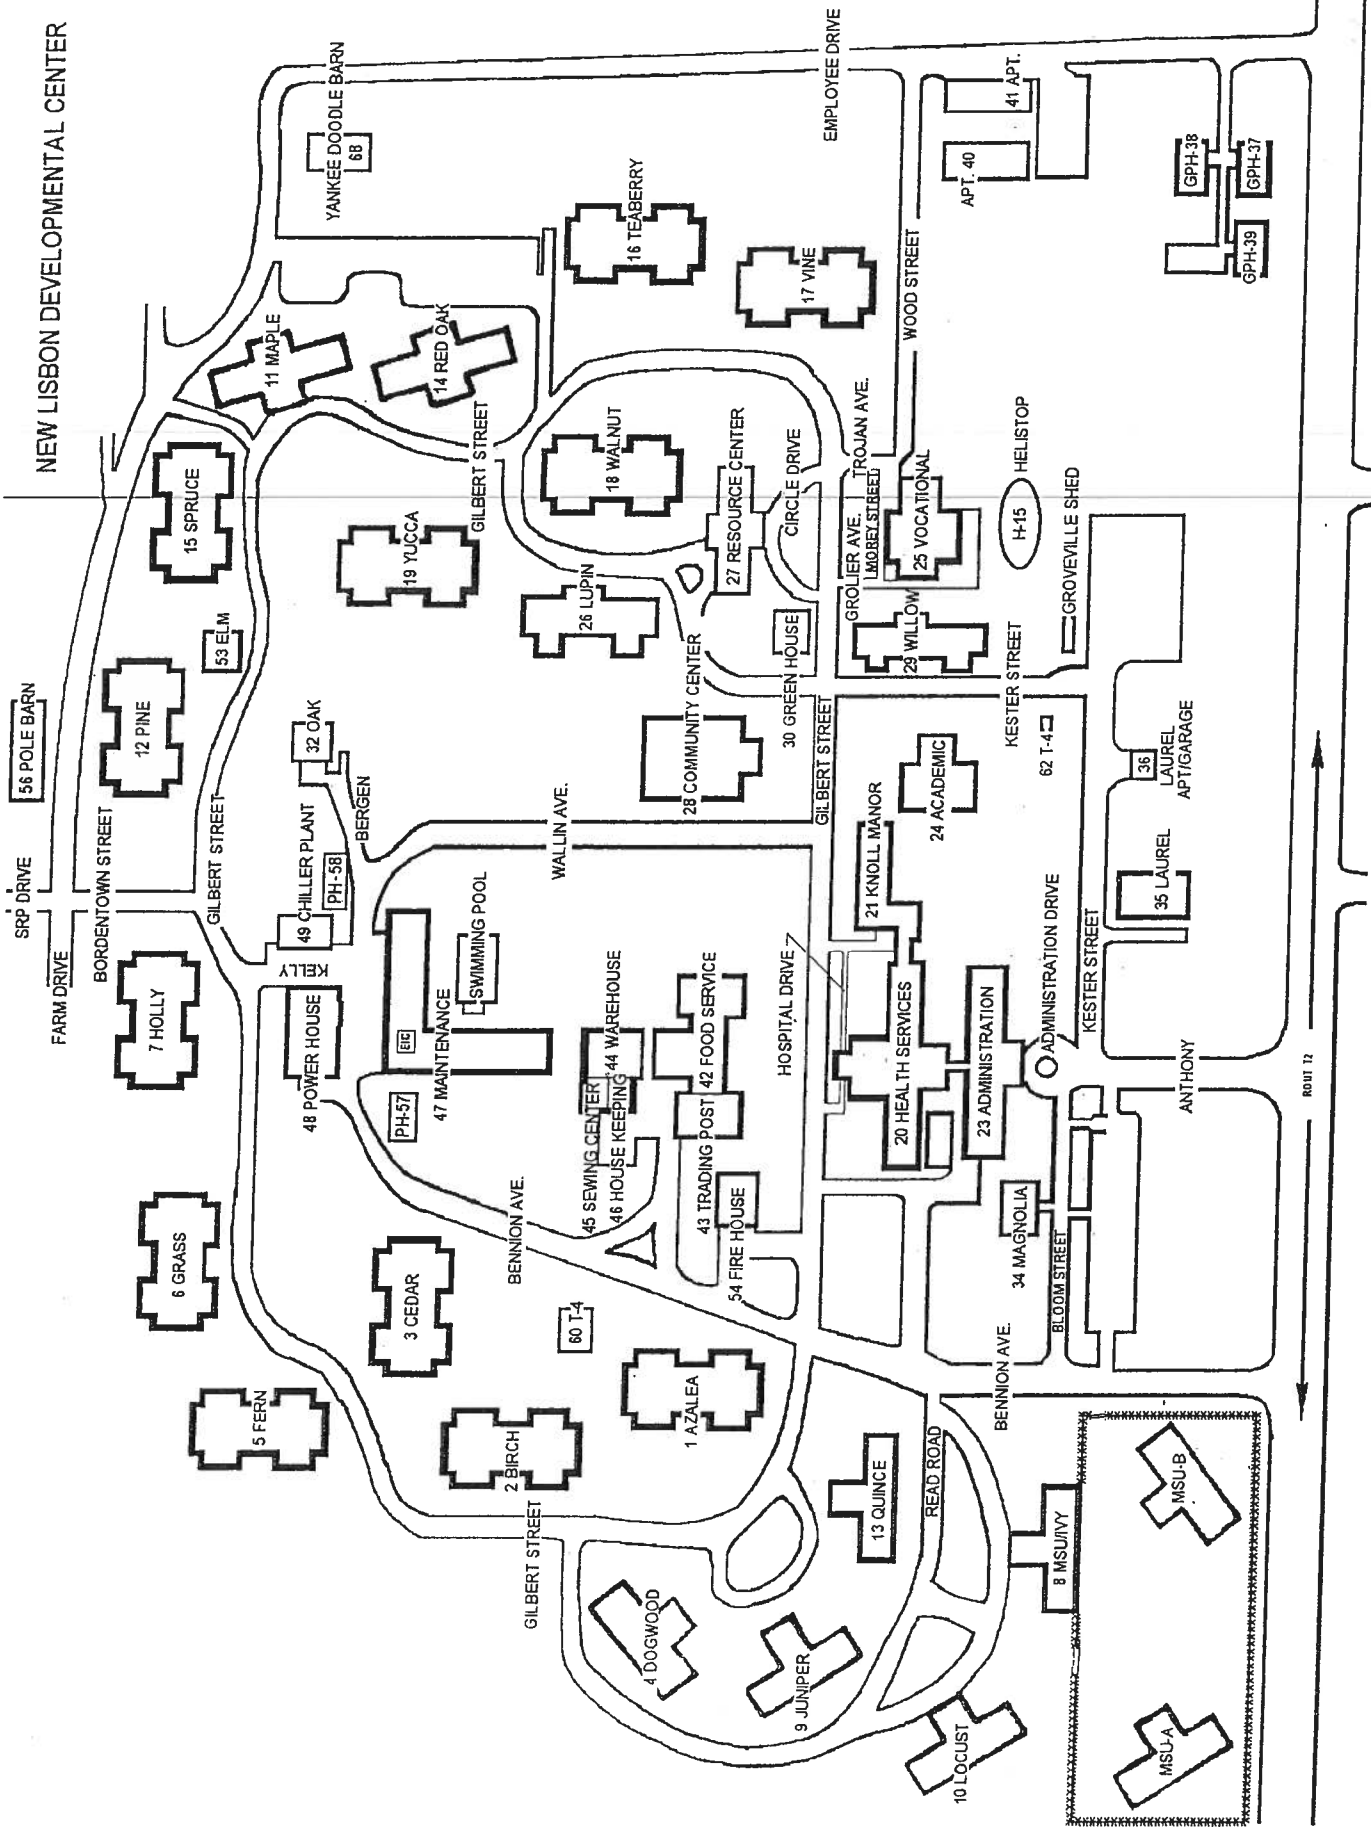 NEW LISBON DEVELOPMENTAL CENTER
SRP DRIVE
56 POLE BARN
FARM DRIVE
BORDENTOWN STREET
7 HOLLY
12 PINE
15 SPRUCE
53 ELM
6 GRASS
5 FERN
GILBERT STREET
11 MAPLE
YANKEE DOODLE BARN
68
48 POWER HOUSE
KELLY
49 CHILLER PLANT
PH-58
32 OAK
BERGEN
19 YUCCA
14 RED OAK
GILBERT STREET
3 CEDAR
PH-57
EIC
47 MAINTENANCE
SWIMMING POOL
2 BIRCH
GILBERT STREET
BENNION AVE.
60 T-4
WALLIN AVE.
26 LUPIN
18 WALNUT
16 TEABERRY
45 SEWING CENTER
46 HOUSE KEEPING
44 WAREHOUSE
4 DOGWOOD
1 AZALEA
43 TRADING POST
42 FOOD SERVICE
28 COMMUNITY CENTER
27 RESOURCE CENTER
54 FIRE HOUSE
HOSPITAL DRIVE
30 GREEN HOUSE
CIRCLE DRIVE
17 VINE
EMPLOYEE DRIVE
9 JUNIPER
GILBERT STREET
GROLIER AVE.
TROJAN AVE.
MOREY STREET
13 QUINCE
21 KNOLL MANOR
20 HEALTH SERVICES
29 WILLOW
25 VOCATIONAL
WOOD STREET
READ ROAD
24 ACADEMIC
10 LOCUST
23 ADMINISTRATION
APT. 40
41 APT.
BENNION AVE.
34 MAGNOLIA
KESTER STREET
H-15
HELISTOP
8 MSU/IVY
BLOOM STREET
ADMINISTRATION DRIVE
62 T-4
GROVEVILLE SHED
KESTER STREET
36
LAUREL
APT/GARAGE
35 LAUREL
MSU-A
MSU-B
ANTHONY
GPH-38
GPH-37
GPH-39
ROUT 72